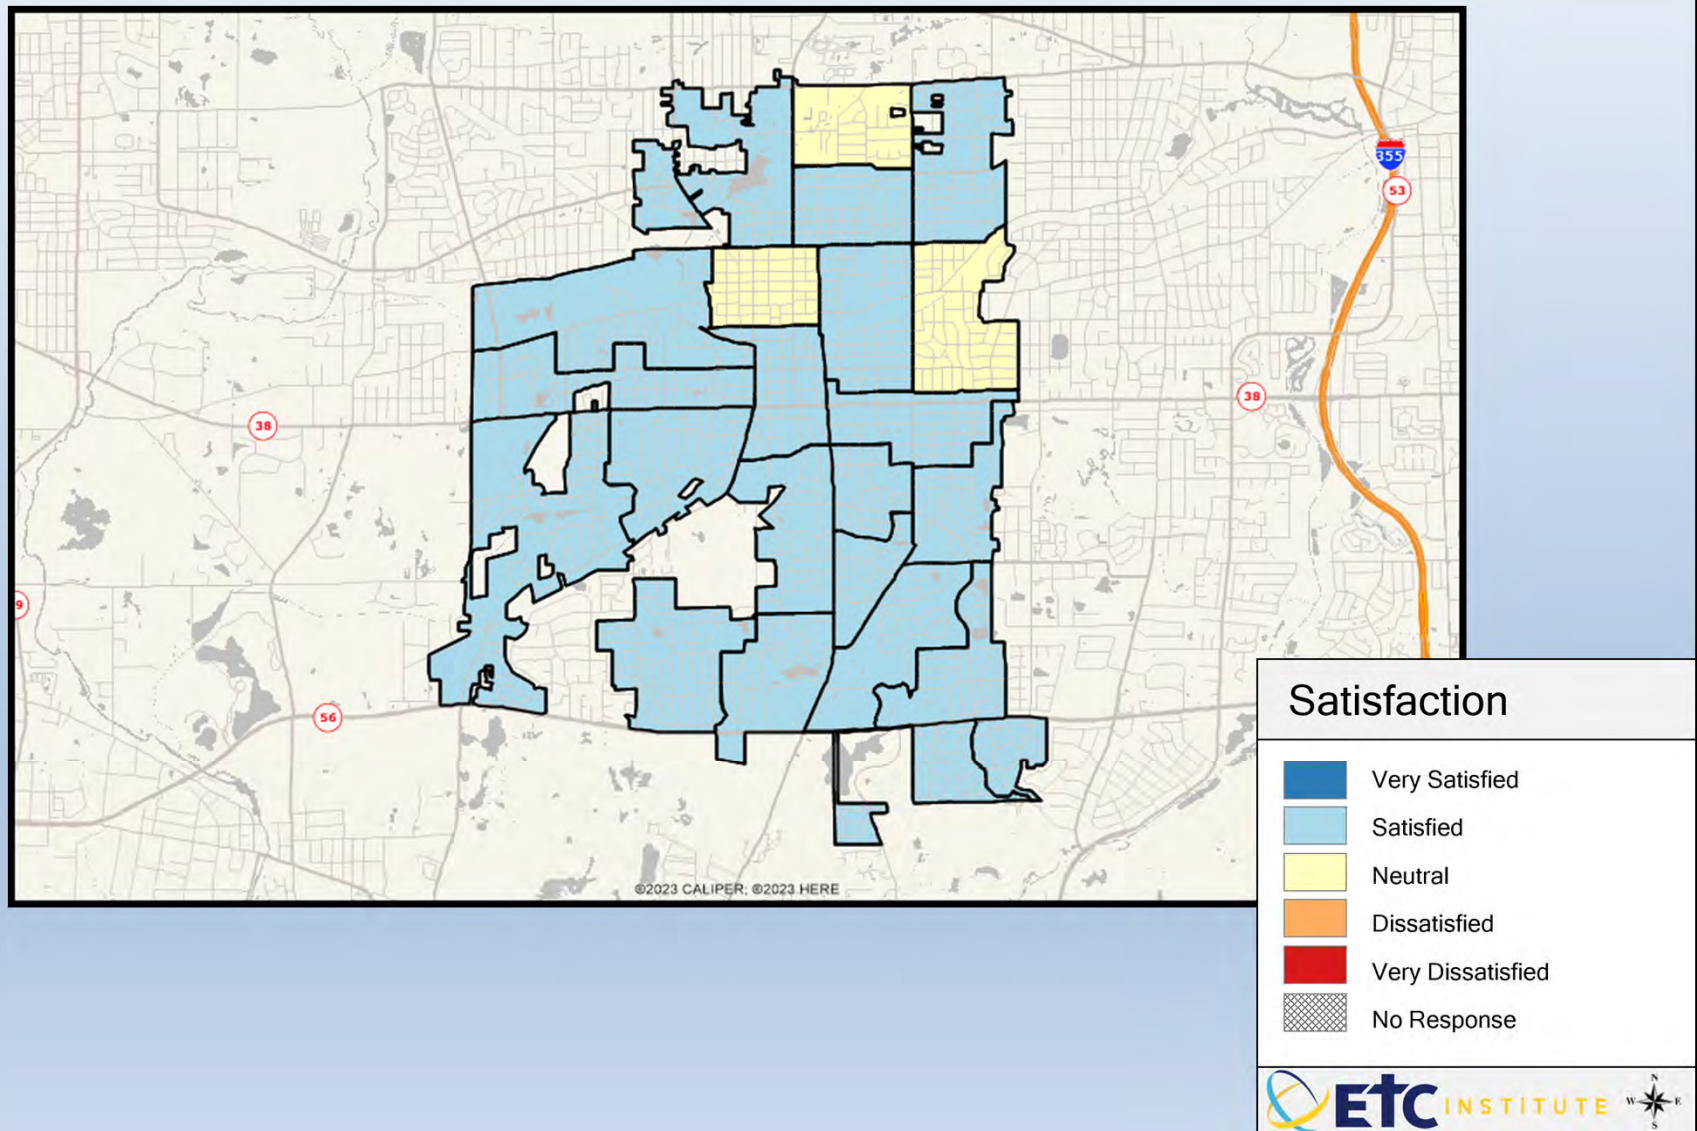 355
53
38
38
9
56
©2023 CALIPER; ©2023 HERE
Satisfaction
Very Satisfied
Satisfied
Neutral
Dissatisfied
Very Dissatisfied
No Response
ETC INSTITUTE
N
W E
S